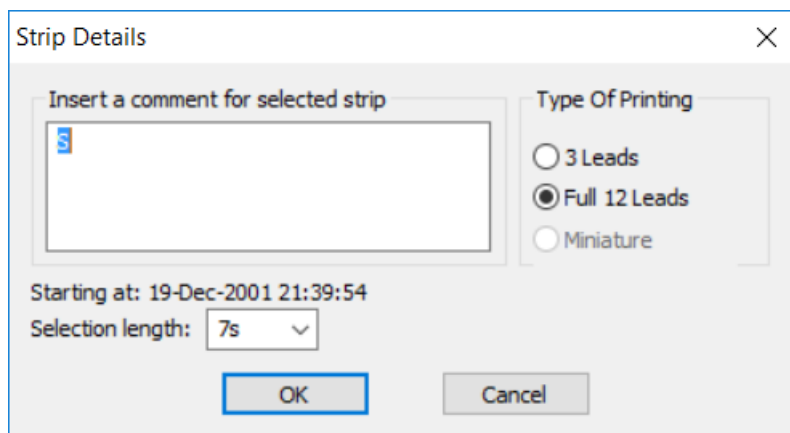 Strip Details
Insert a comment for selected strip
s
Type Of Printing
3 Leads
Full 12 Leads
Miniature
Starting at: 19-Dec-2001 21:39:54
Selection length: 7s
OK Cancel